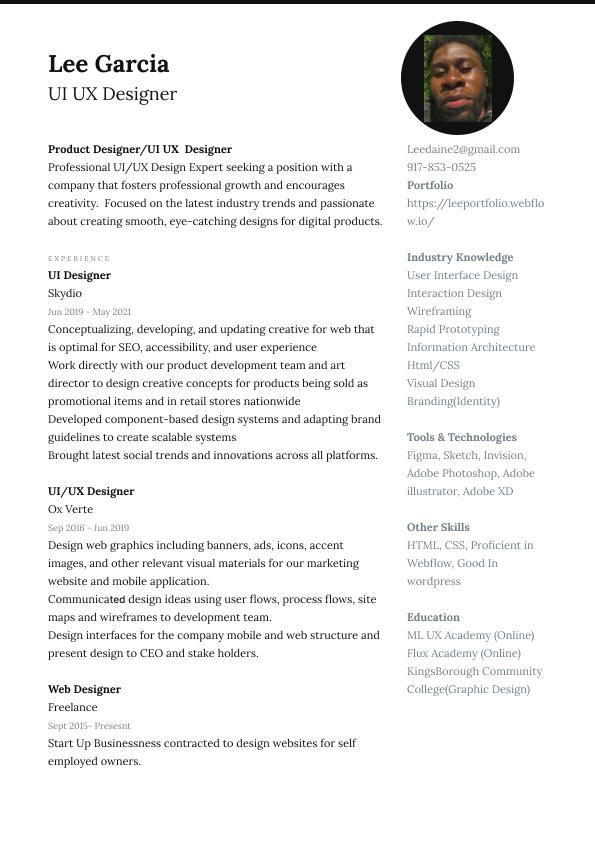 Lee Garcia
UI UX Designer
Product Designer/UI UX  Designer
Professional UI/UX Design Expert seeking a position with a
company that fosters professional growth and encourages
creativity.  Focused on the latest industry trends and passionate
about creating smooth, eye-catching designs for digital products.
EXPERIENCE
UI Designer
Skydio
Jun 2019 - May 2021
Conceptualizing, developing, and updating creative for web that
is optimal for SEO, accessibility, and user experience
Work directly with our product development team and art
director to design creative concepts for products being sold as
promotional items and in retail stores nationwide
Developed component-based design systems and adapting brand
guidelines to create scalable systems
Brought latest social trends and innovations across all platforms.
UI/UX Designer
Ox Verte
Sep 2016 - Jun 2019
Design web graphics including banners, ads, icons, accent
images, and other relevant visual materials for our marketing
website and mobile application.
Communicated design ideas using user flows, process flows, site
maps and wireframes to development team.
Design interfaces for the company mobile and web structure and
present design to CEO and stake holders.
Web Designer
Freelance
Sept 2015- Presesnt
Start Up Businessness contracted to design websites for self
employed owners.
Leedaine2@gmail.com
917-853-0525
Portfolio
https://leeportfolio.webflo
w.io/
Industry Knowledge
User Interface Design
Interaction Design
Wireframing
Rapid Prototyping
Information Architecture
Html/CSS
Visual Design
Branding(Identity)
Tools & Technologies
Figma, Sketch, Invision,
Adobe Photoshop, Adobe
illustrator, Adobe XD
Other Skills
HTML, CSS, Proficient in
Webflow, Good In
wordpress
Education
ML UX Academy (Online)
Flux Academy (Online)
KingsBorough Community
College(Graphic Design)